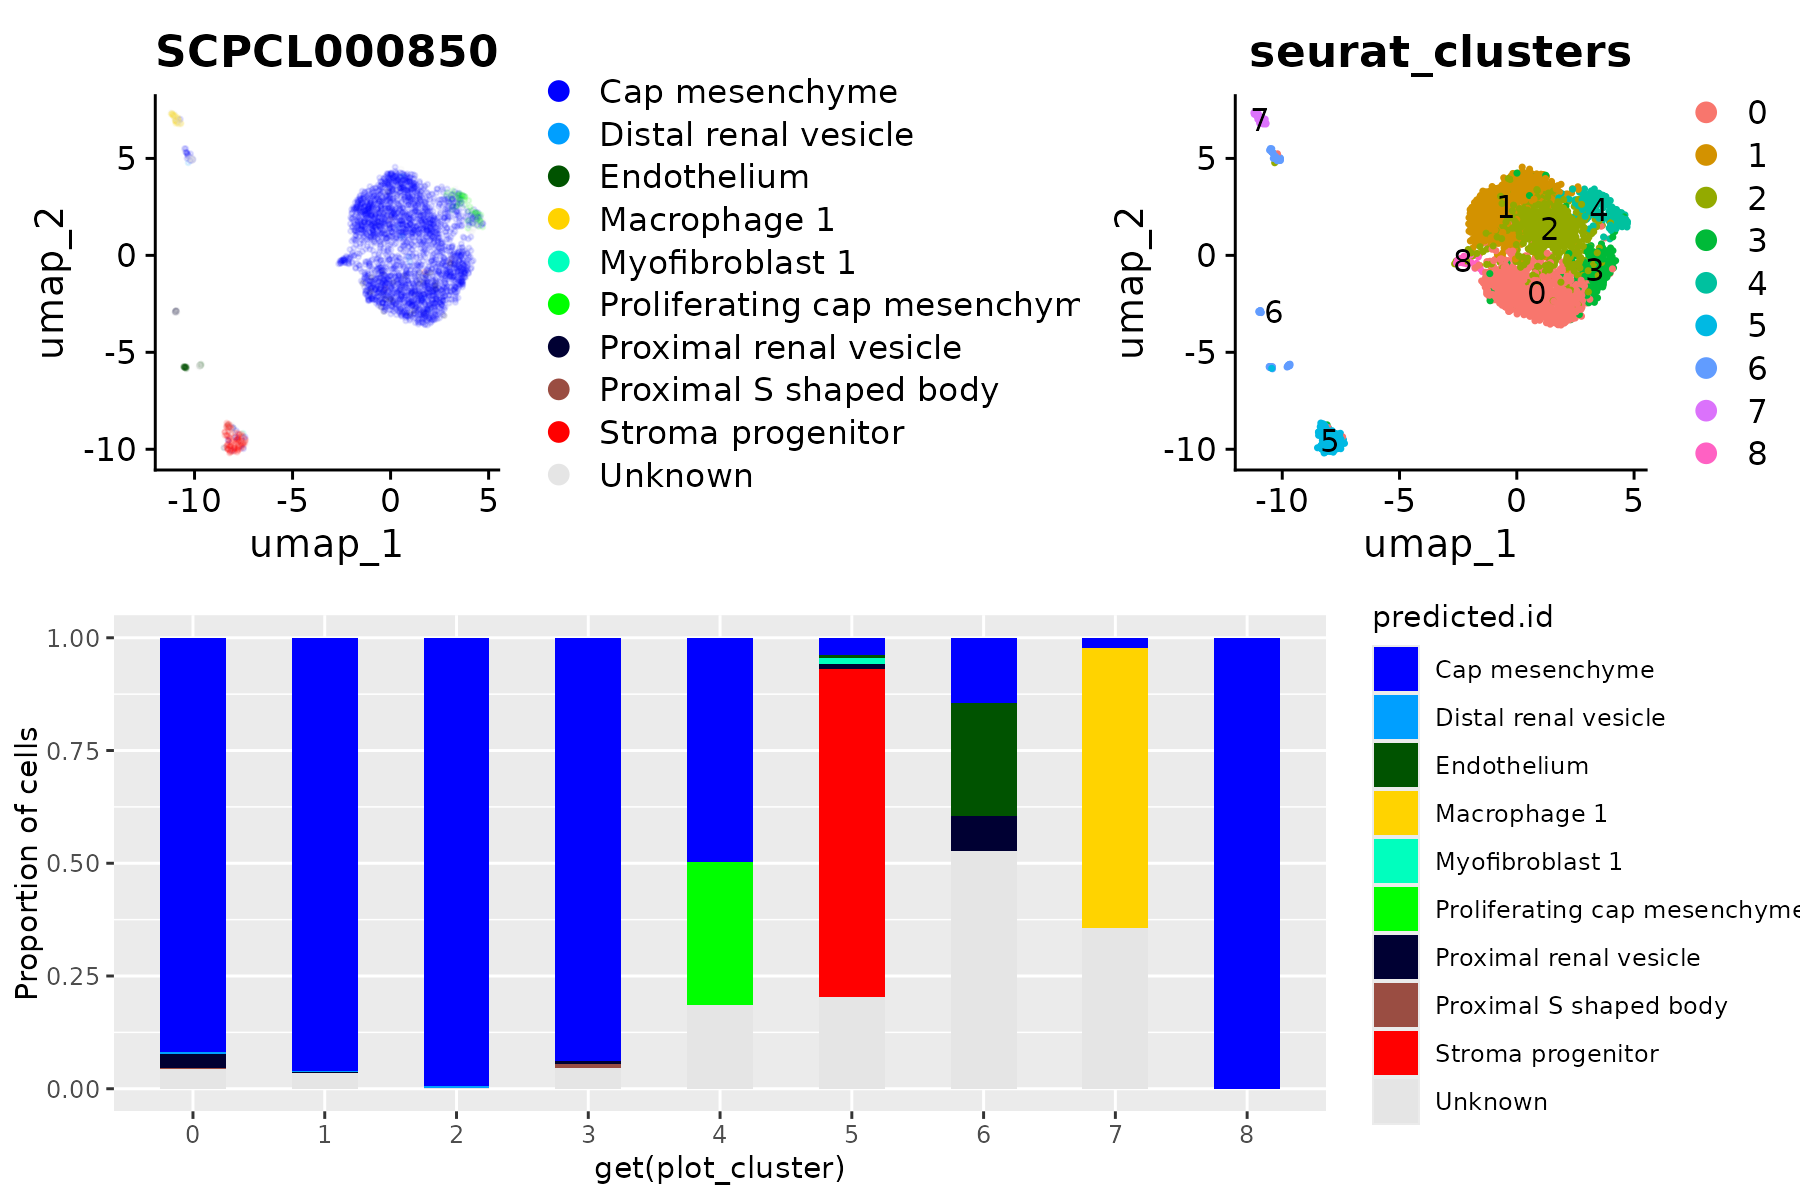 SCPCL000850
5
0
-5
-10
umap_2
-10 -5 0 5
umap_1
Cap mesenchyme
Distal renal vesicle
Endothelium
Macrophage 1
Myofibroblast 1
Proliferating cap mesenchym
Proximal renal vesicle
Proximal S shaped body
Stroma progenitor
Unknown
seurat_clusters
5
0
-5
-10
umap_2
7
1
4
2
8
3
0
6
5
-10 -5 0 5
umap_1
0
1
2
3
4
5
6
7
8
1.00
0.75
0.50
0.25
0.00
Proportion of cells
0 1 2 3 4 5 6 7 8
get(plot_cluster)
predicted.id
Cap mesenchyme
Distal renal vesicle
Endothelium
Macrophage 1
Myofibroblast 1
Proliferating cap mesenchyme
Proximal renal vesicle
Proximal S shaped body
Stroma progenitor
Unknown